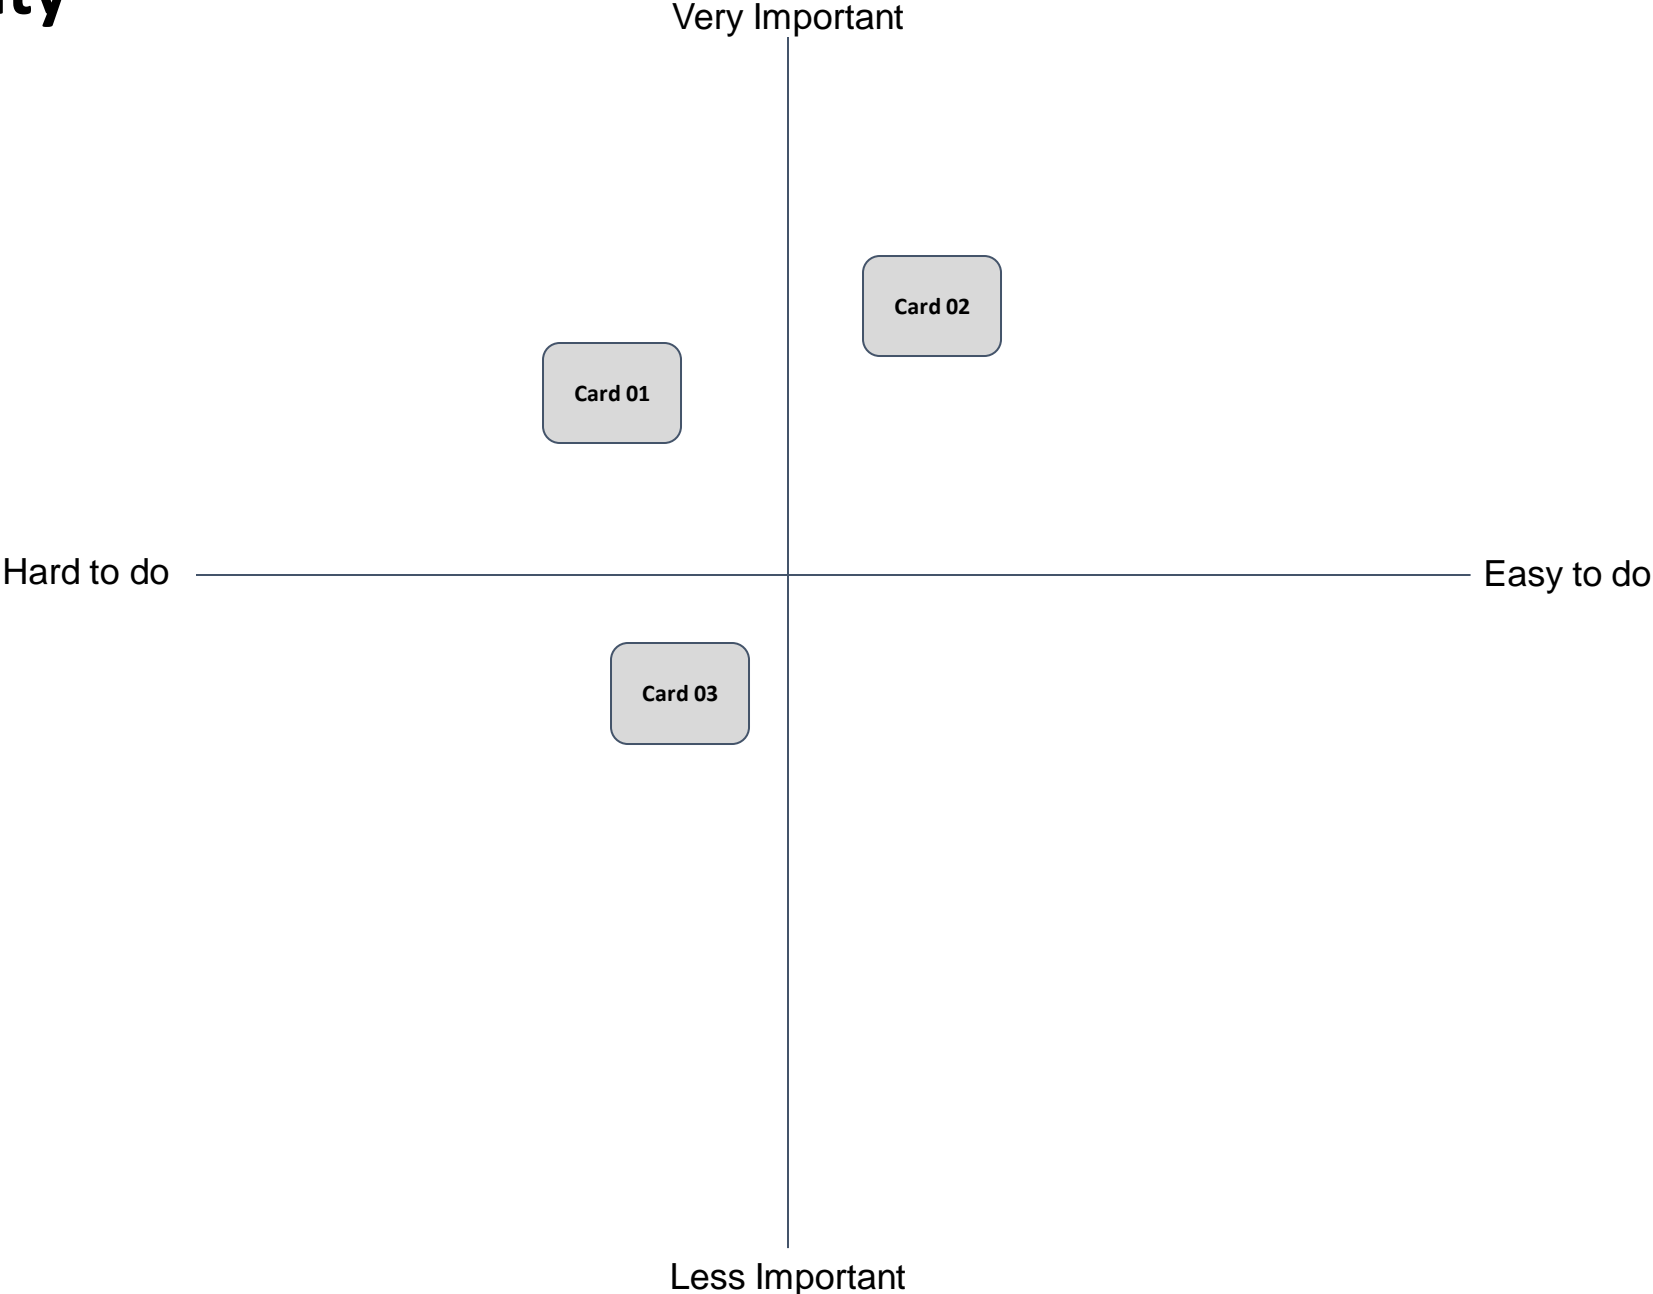 Very Important
Card 02
Card 01
Hard to do
Easy to do
Card 03
Less Important